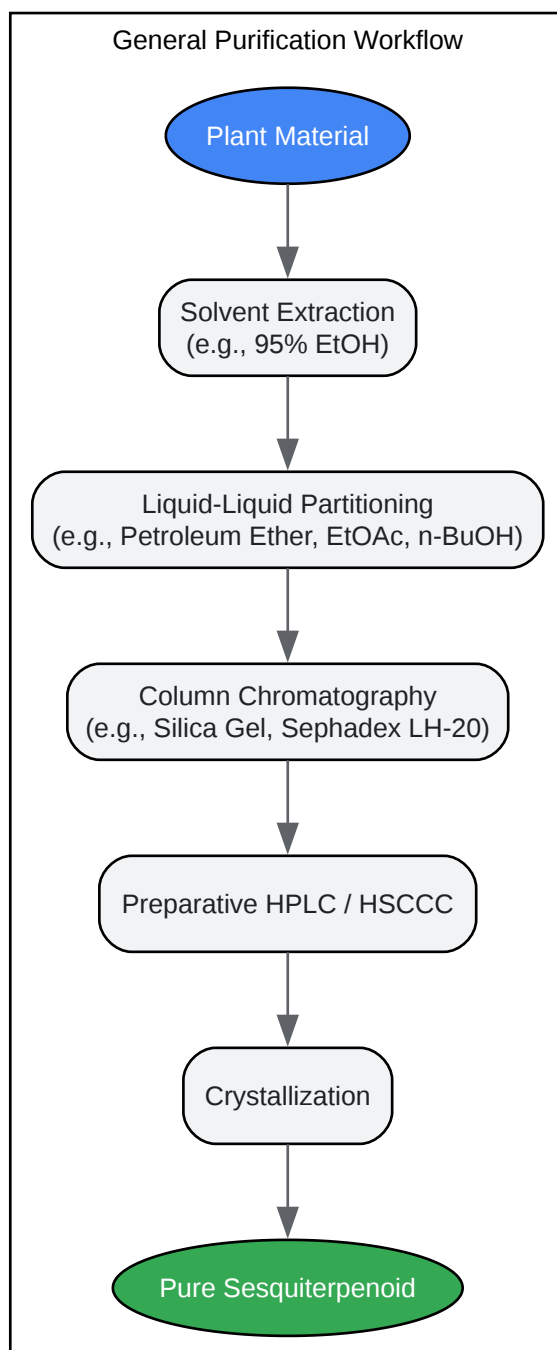 General Purification Workflow
Plant Material
Solvent Extraction
(e.g., 95% EtOH)
Liquid-Liquid Partitioning
(e.g., Petroleum Ether, EtOAc, n-BuOH)
Column Chromatography
(e.g., Silica Gel, Sephadex LH-20)
Preparative HPLC / HSCCC
Crystallization
Pure Sesquiterpenoid